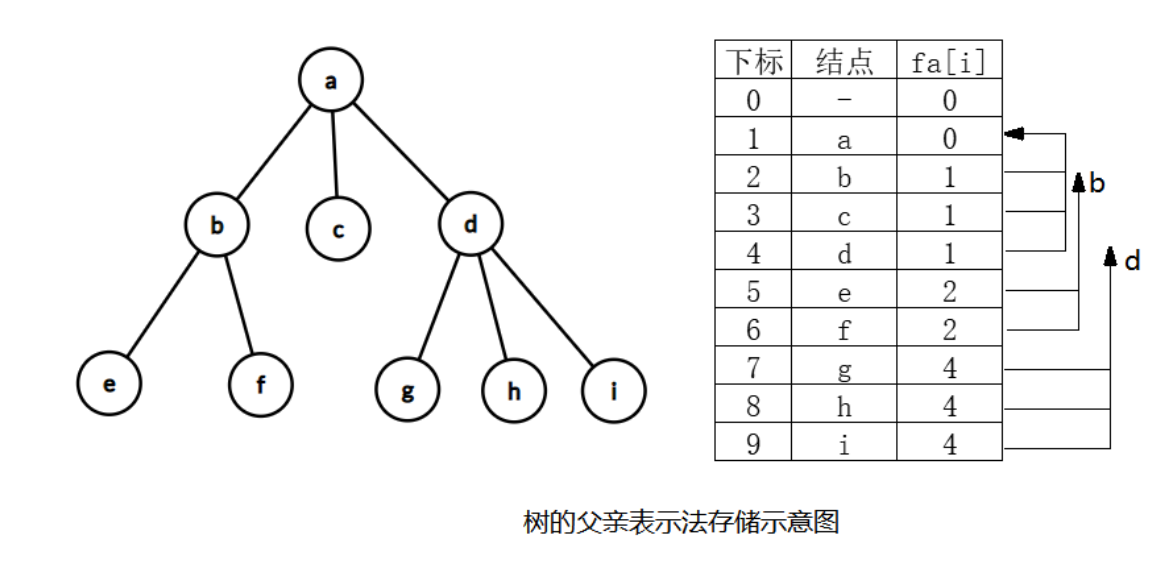 a
b c d
e f g h i
下标 结点 fa[i]
0 - 0
1 a 0
2 b 1
3 c 1
4 d 1
5 e 2
6 f 2
7 g 4
8 h 4
9 i 4
b
d
树的父亲表示法存储示意图